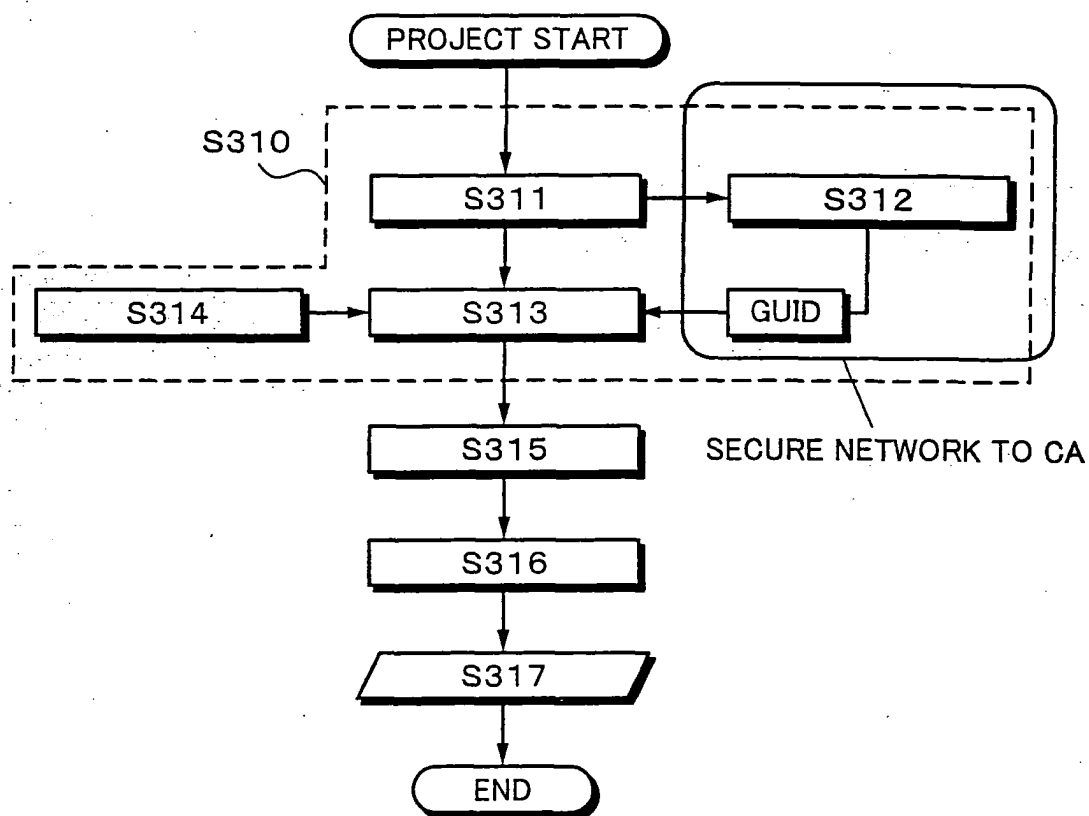 PROJECT START
S310
S311
S312
S314
S313
GUID
S315
SECURE NETWORK TO CA
S316
S317
END